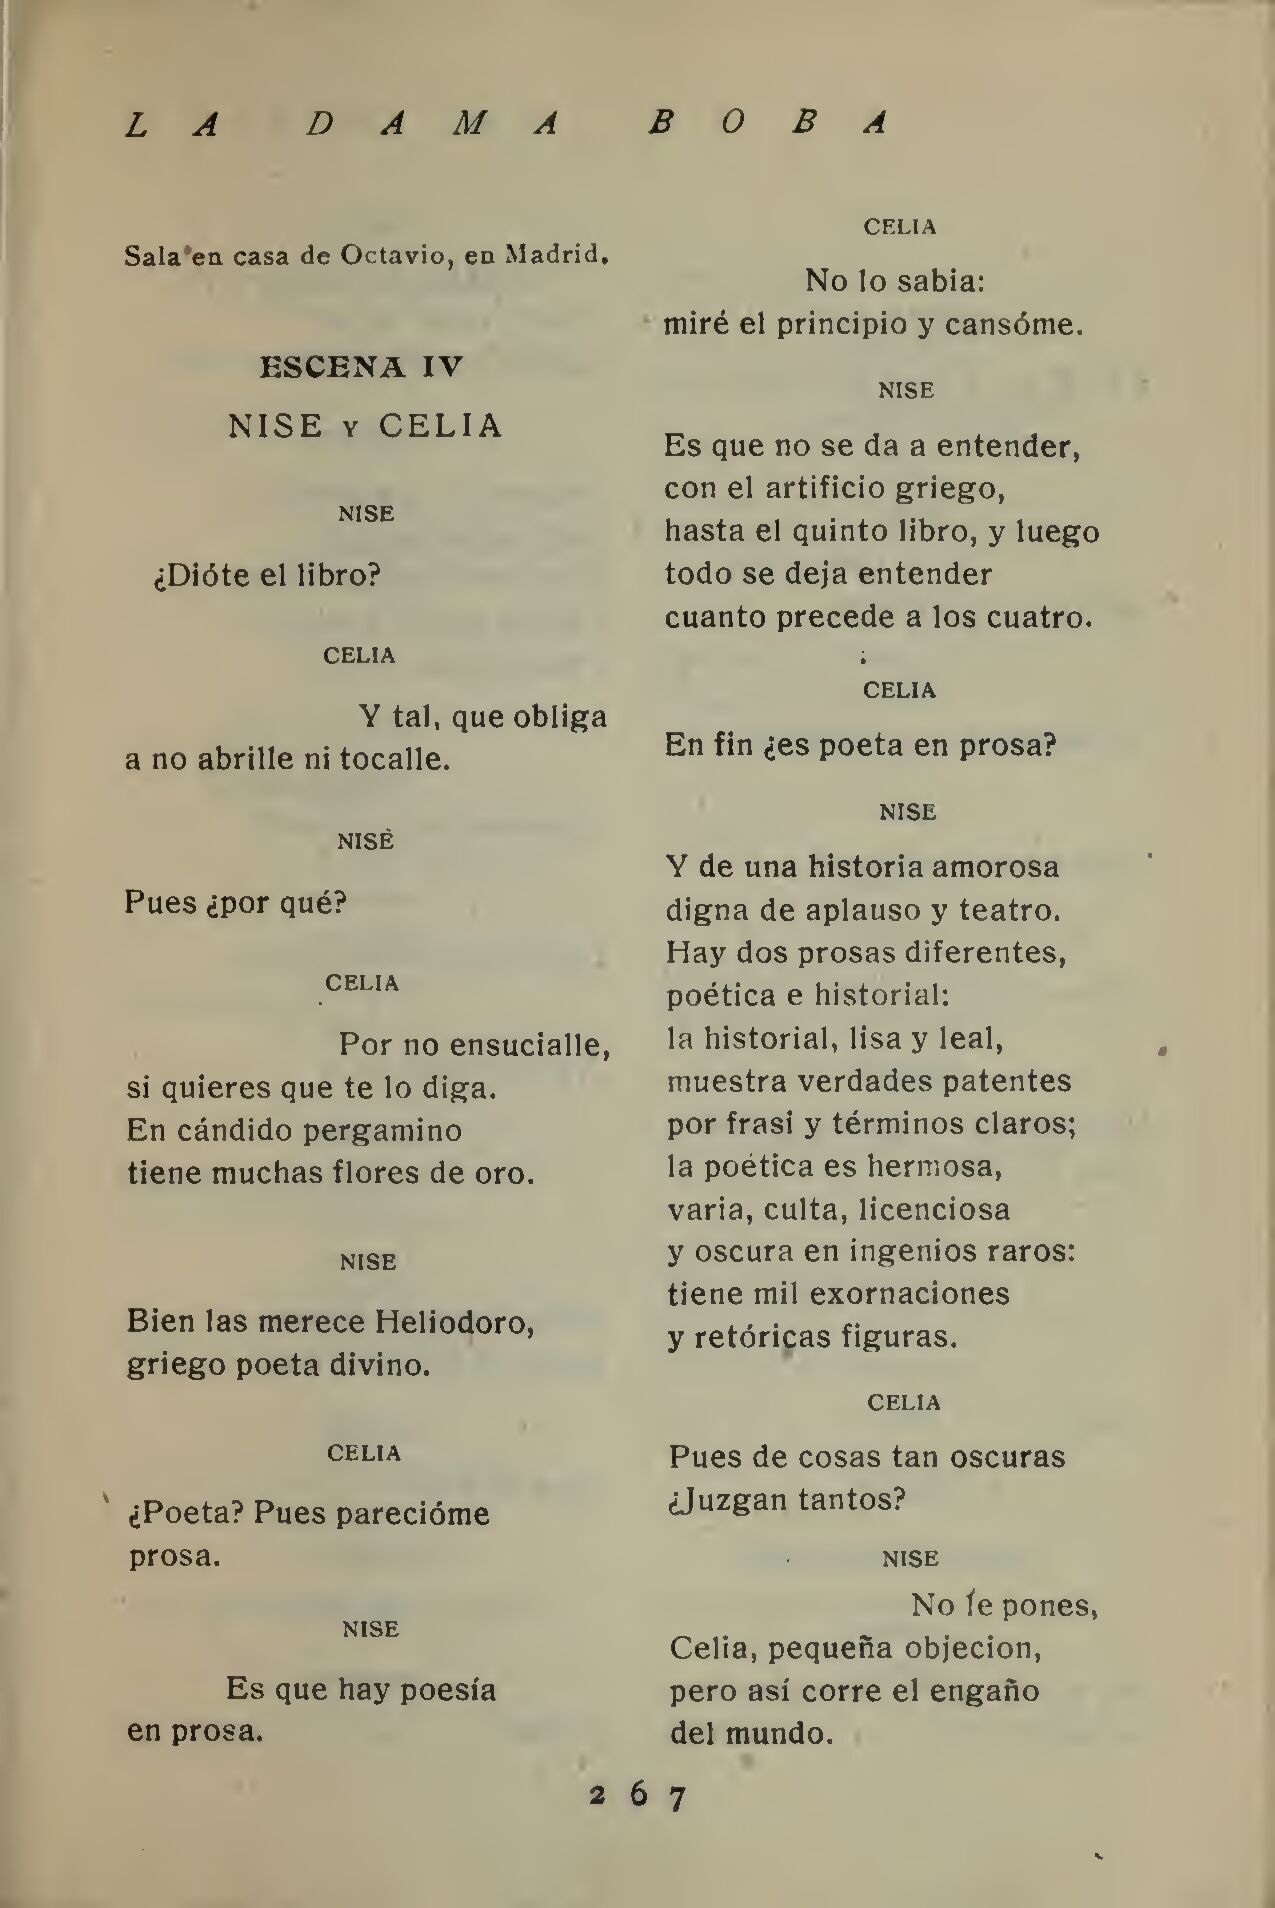 LA DAMA BOBA
Sala en casa de Octavio, en Madrid.
ESCENA IV
NISE Y CELIA
NISE
¿Dióte el libro?
CELIA
Y tal, que obliga
a no abrille ni tocalle.
NISE
Pues ¿por qué?
CELIA
Por no ensucialle,
si quieres que te lo diga.
En cándido pergamino
tiene muchas flores de oro.
NISE
Bien las merece Heliodoro,
griego poeta divino.
CELIA
¿Poeta? Pues parecióme
prosa.
NISE
Es que hay poesía
en prosa.
CELIA
No lo sabia:
miré el principio y cansóme.
NISE
Es que no se da a entender,
con el artificio griego,
hasta el quinto libro, y luego
todo se deja entender
cuanto precede a los cuatro.
CELIA
En fin ¿es poeta en prosa?
NISE
Y de una historia amorosa
digna de aplauso y teatro.
Hay dos prosas diferentes,
poética e historial:
la historial, lisa y leal,
muestra verdades patentes
por frasi y términos claros;
la poética es hermosa,
varia, culta, licenciosa
y oscura en ingenios raros:
tiene mil exornaciones
y retóricas figuras.
CELIA
Pues de cosas tan oscuras
¿Juzgan tantos?
NISE
No le pones,
Celia, pequeña objecion,
pero así corre el engaño
del mundo.
267